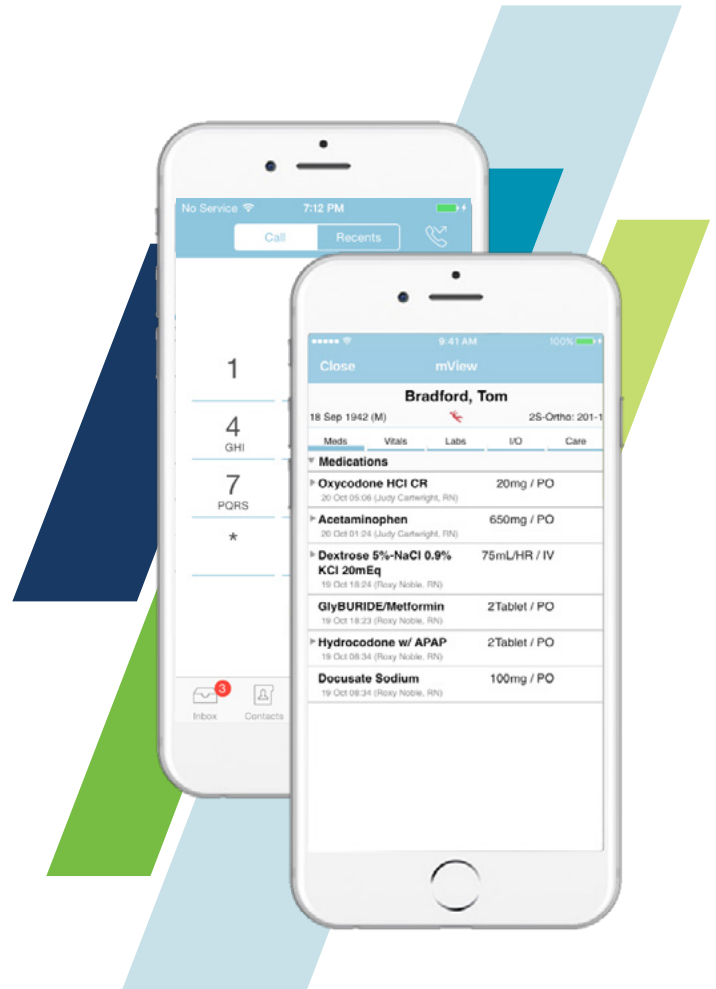 No Service 7:12 PM
Call Recents
1
4
GHI
7
PQRS
*
3
Inbox Contacts
9:41 AM 100%
Close mView
Bradford, Tom
18 Sep 1942 (M) 2S-Ortho: 201-1
Meds Vitals Labs I/O Care
Medications
Oxycodone HCl CR 20mg / PO
20 Oct 05:06 (Judy Cartwright, RN)
Acetaminophen 650mg / PO
20 Oct 01:24 (Judy Cartwright, RN)
Dextrose 5%-NaCl 0.9% 75mL/HR / IV
KCl 20mEq
19 Oct 18:24 (Roxy Noble, RN)
GlyBURIDE/Metformin 2Tablet / PO
19 Oct 18:23 (Roxy Noble, RN)
Hydrocodone w/ APAP 2Tablet / PO
19 Oct 08:34 (Roxy Noble, RN)
Docusate Sodium 100mg / PO
19 Oct 08:34 (Roxy Noble, RN)